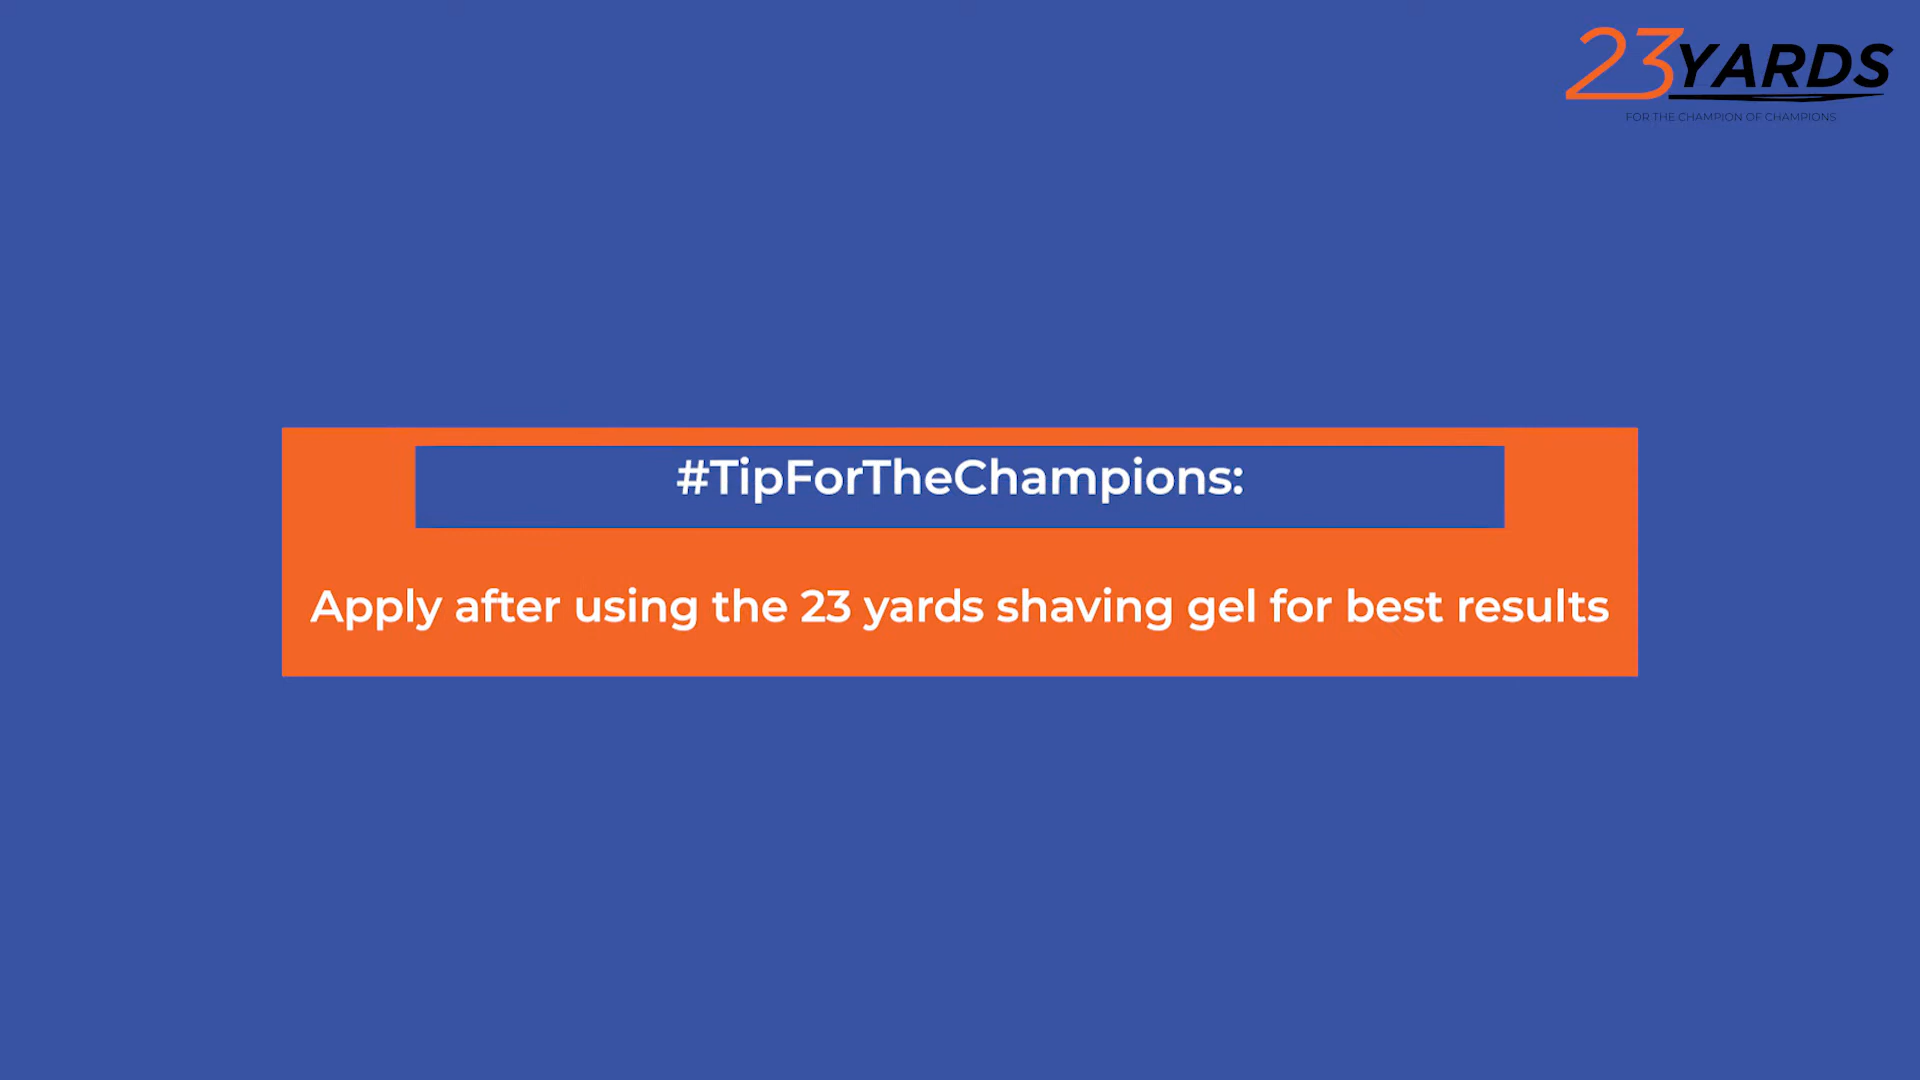 23YARDS
FOR THE CHAMPION OF CHAMPIONS
#TipForTheChampions:
Apply after using the 23 yards shaving gel for best results